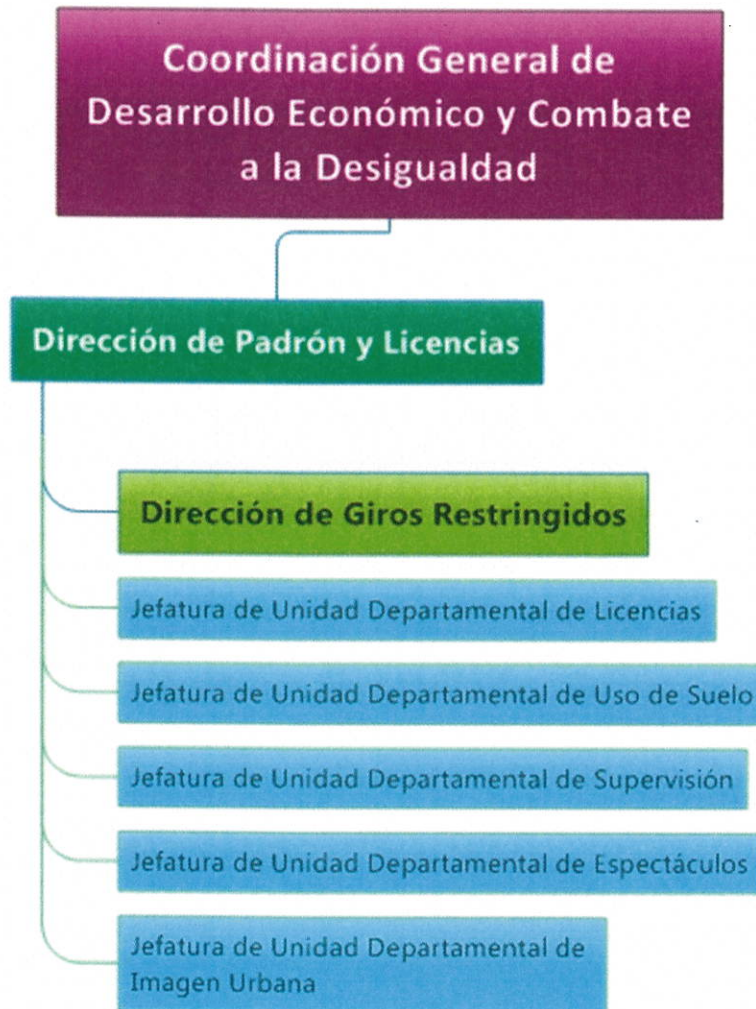 Coordinación General de
Desarrollo Económico y Combate
a la Desigualdad
Dirección de Padrón y Licencias
Dirección de Giros Restringidos
Jefatura de Unidad Departamental de Licencias
Jefatura de Unidad Departamental de Uso de Suelo
Jefatura de Unidad Departamental de Supervisión
Jefatura de Unidad Departamental de Espectáculos
Jefatura de Unidad Departamental de
Imagen Urbana